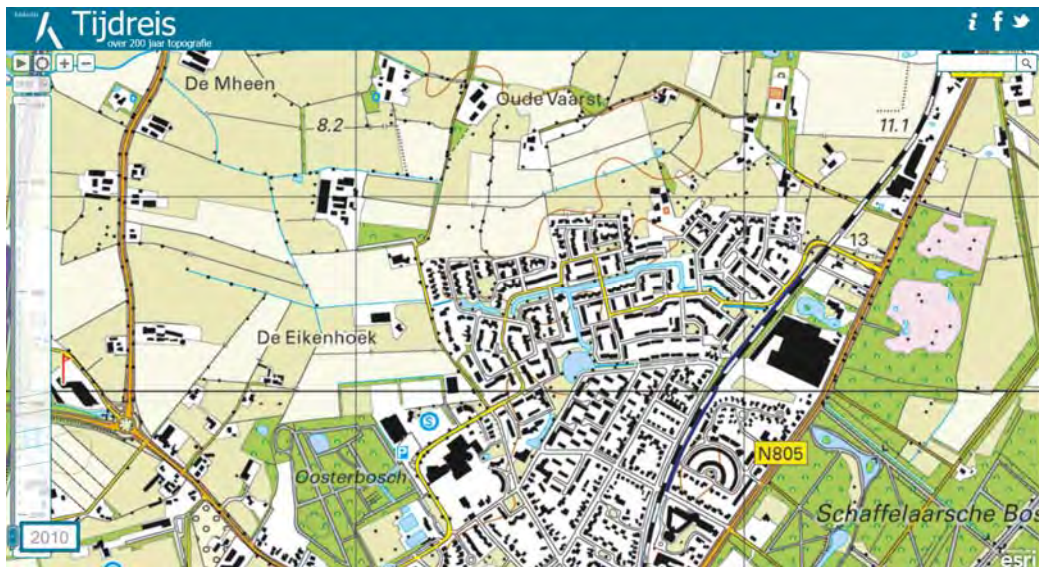 Tijdreis
over 200 jaar topografie
De Mheen
Oude Vaarst
8.2
11.1
13
De Eikenhoek
S
N805
P
Oosterbosch
Schaffelaarsche Bos
2010
esri